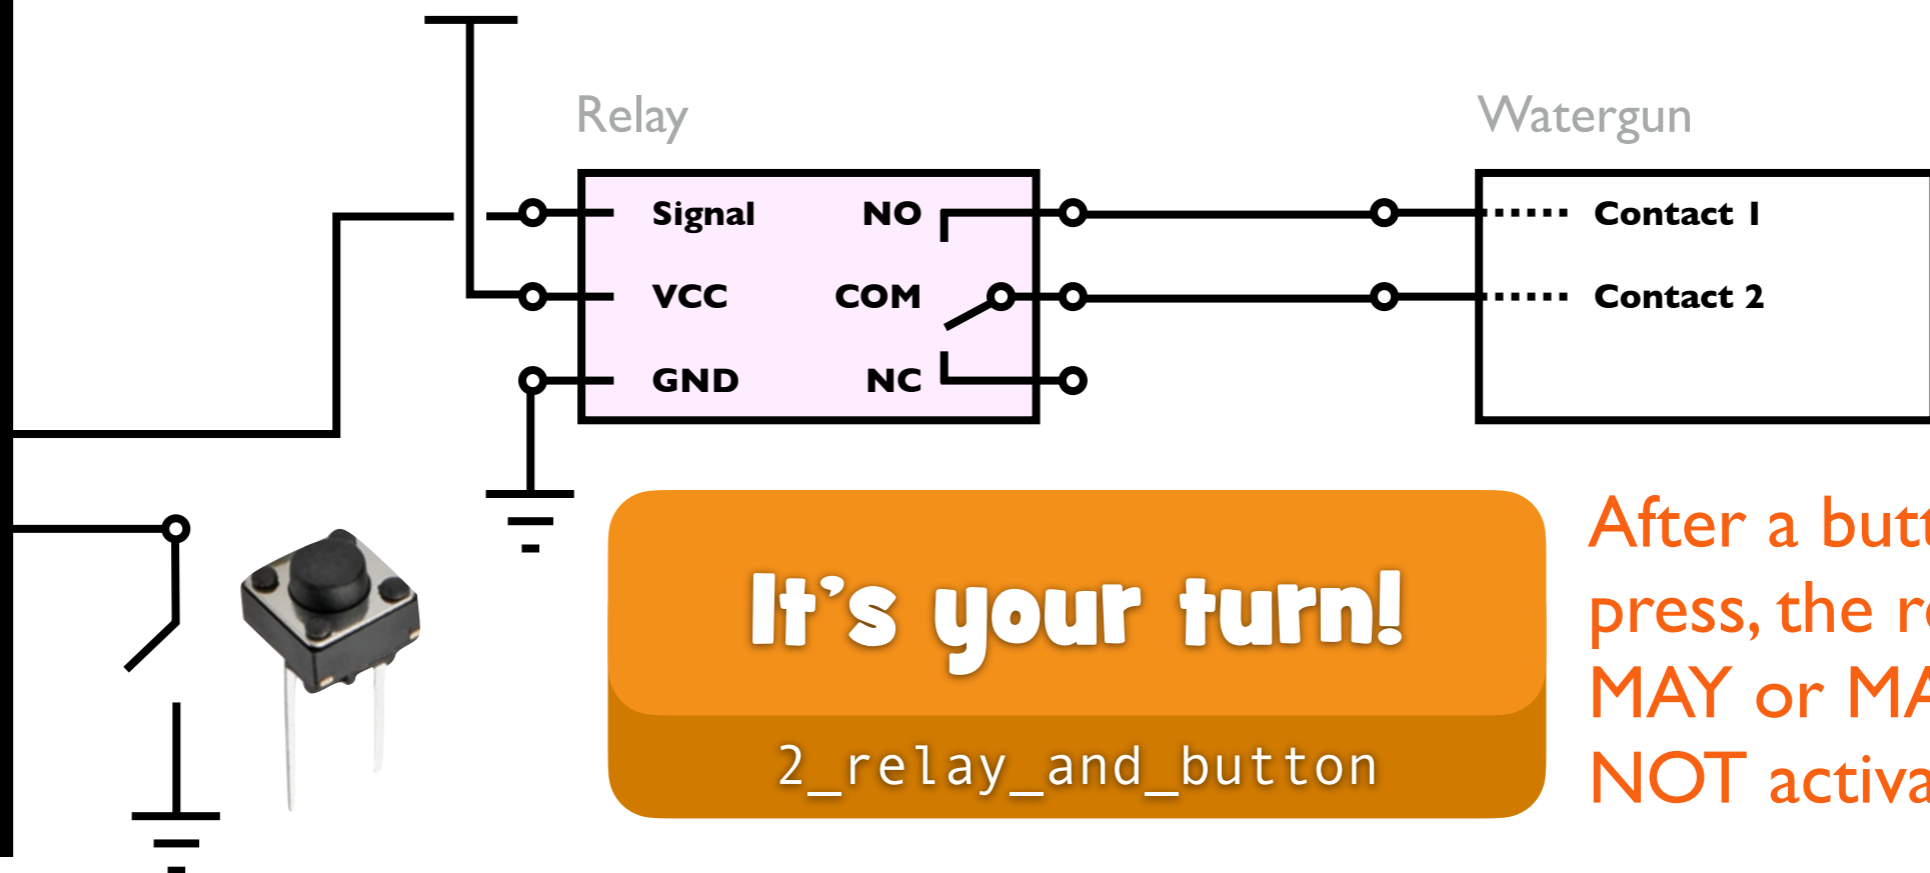 Relay
Watergun
Signal NO
Contact 1
VCC COM
Contact 2
GND NC
It's your turn!
2_relay_and_button
After a
press, the
MAY or
NOT